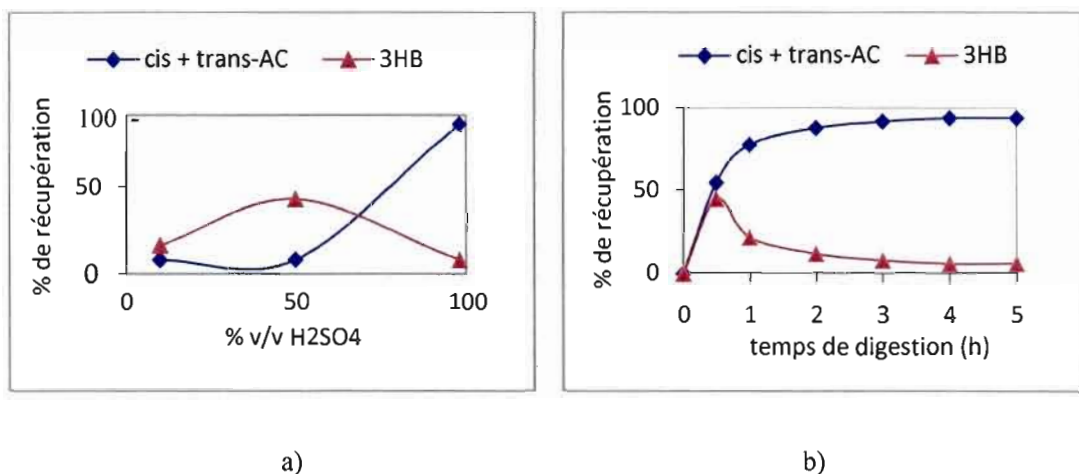 cis + trans-AC 3HB
% de récupération
100
50
0
0 50 100
% v/v H2SO4
a)
cis + trans-AC 3HB
% de récupération
100
50
0
0 1 2 3 4 5
temps de digestion (h)
b)